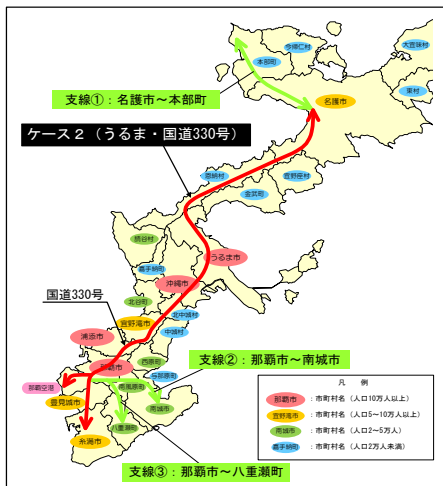 大宜味村
今帰仁村
本部町
東村
支線①：名護市～本部町
名護市
ケース２（うるま・国道330号）
恩納村
宜野座村
金武町
読谷村
うるま市
嘉手納町
沖縄市
国道330号
北谷町
北中城村
宜野湾市
中城村
浦添市
支線②：那覇市～南城市
西原町
那覇市
与那原町
那覇空港
南風原町
豊見城市
南城市
八重瀬町
糸満市
支線③：那覇市～八重瀬町
凡　例
那覇市 ：市町村名（人口10万人以上）
宜野湾市 ：市町村名（人口5～10万人以上）
南城市 ：市町村名（人口2～5万人）
嘉手納町 ：市町村名（人口2万人未満）